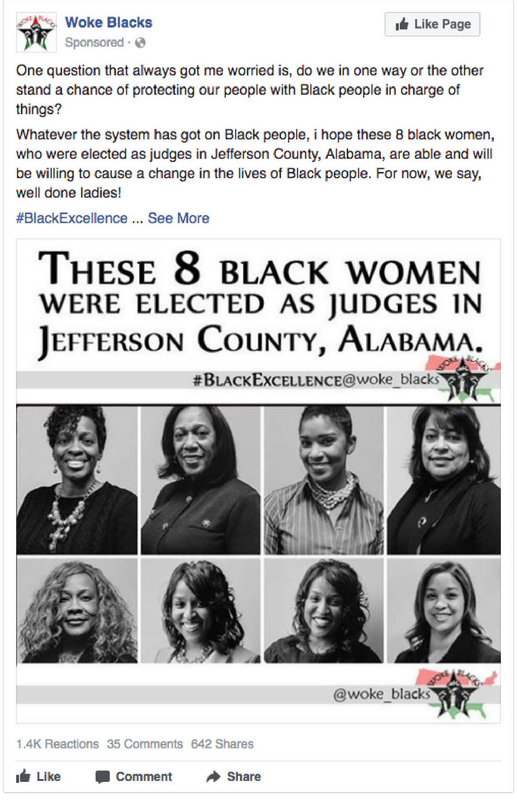 Woke Blacks
Sponsored ·
Like Page
One question that always got me worried is, do we in one way or the other
stand a chance of protecting our people with Black people in charge of
things?
Whatever the system has got on Black people, i hope these 8 black women,
who were elected as judges in Jefferson County, Alabama, are able and will
be willing to cause a change in the lives of Black people. For now, we say,
well done ladies!
#BlackExcellence ... See More
THESE 8 BLACK WOMEN
WERE ELECTED AS JUDGES IN
JEFFERSON COUNTY, ALABAMA.
WOKE BLACKS
#BLACKEXCELLENCE@woke_blacks
WOKE BLACKS
@woke_blacks
1.4K Reactions 35 Comments 642 Shares
Like Comment Share